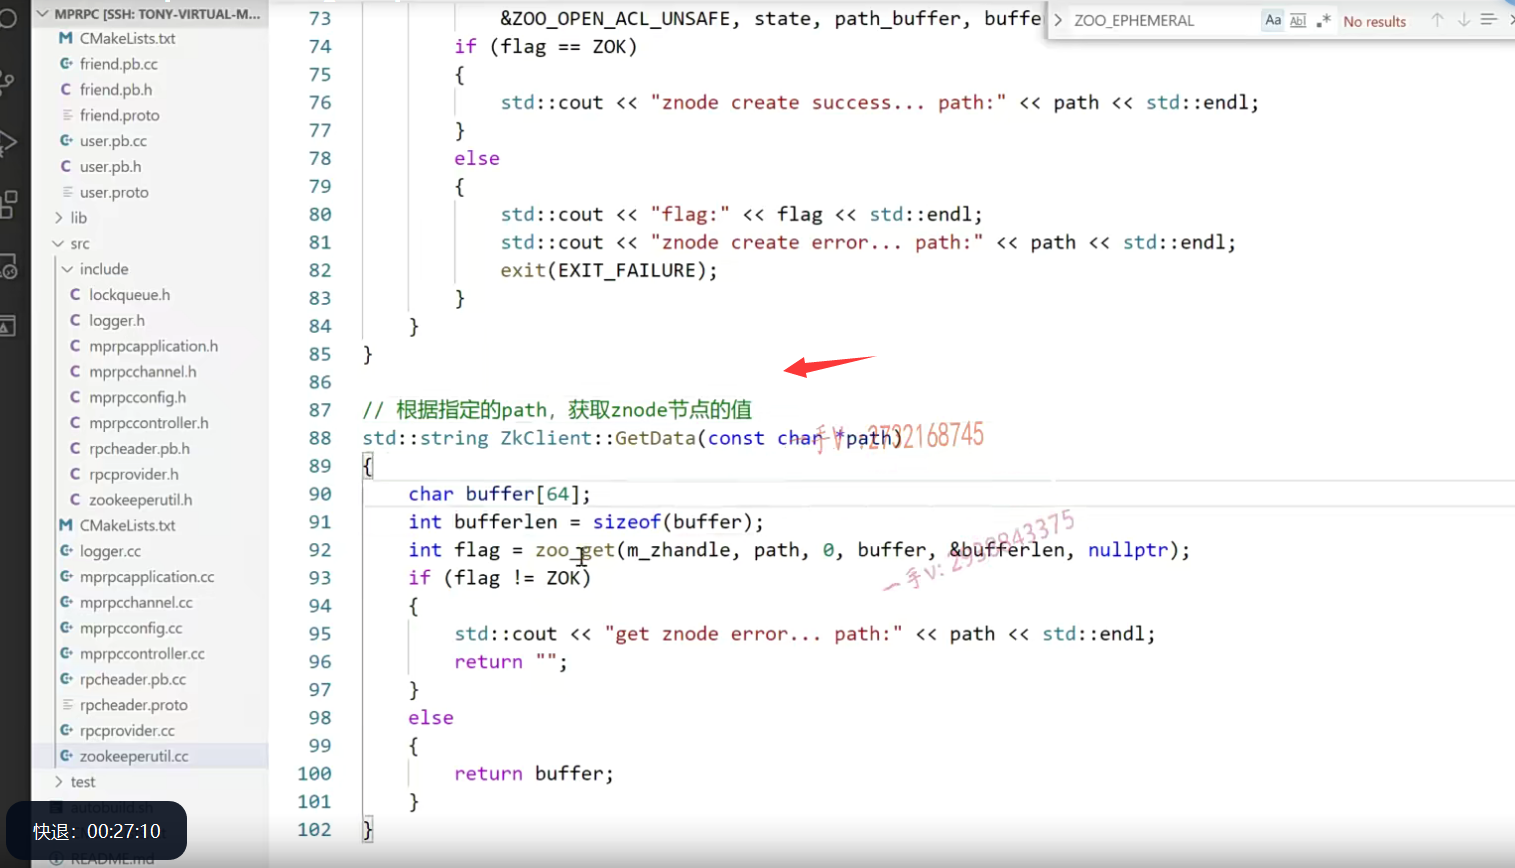 MPRPC [SSH: TONY-VIRTUAL-M...
CMakeLists.txt
friend.pb.cc
friend.pb.h
friend.proto
user.pb.cc
user.pb.h
user.proto
lib
src
include
lockqueue.h
logger.h
mprpcapplication.h
mprpcchannel.h
mprpcconfig.h
mprpccontroller.h
rpcheader.pb.h
rpcprovider.h
zookeeperutil.h
CMakeLists.txt
logger.cc
mprpcapplication.cc
mprpcchannel.cc
mprpcconfig.cc
mprpccontroller.cc
rpcheader.pb.cc
rpcheader.proto
rpcprovider.cc
zookeeperutil.cc
test
autobuild.sh
README.md
快退：00:27:10
ZOO_EPHEMERAL
Aa
Abl
.*
No results
73 &ZOO_OPEN_ACL_UNSAFE, state, path_buffer, buffe
74 if (flag == ZOK)
75 {
76 std::cout << "znode create success... path:" << path << std::endl;
77 }
78 else
79 {
80 std::cout << "flag:" << flag << std::endl;
81 std::cout << "znode create error... path:" << path << std::endl;
82 exit(EXIT_FAILURE);
83 }
84 }
85 }
86
87 // 根据指定的path，获取znode节点的值
88 std::string ZkClient::GetData(const char *path)
89 {
90 char buffer[64];
91 int bufferlen = sizeof(buffer);
92 int flag = zoo_get(m_zhandle, path, 0, buffer, &bufferlen, nullptr);
93 if (flag != ZOK)
94 {
95 std::cout << "get znode error... path:" << path << std::endl;
96 return "";
97 }
98 else
99 {
100 return buffer;
101 }
102 }
一手V:2732168745
一手V: 2938843375